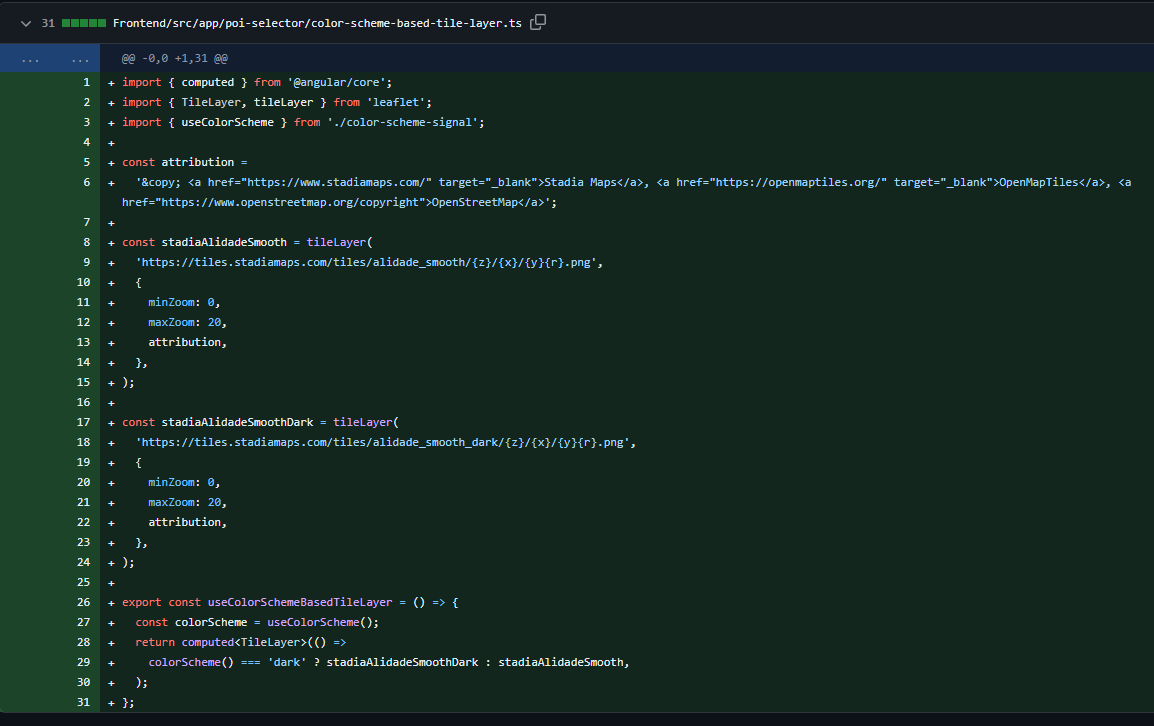 31 Frontend/src/app/poi-selector/color-scheme-based-tile-layer.ts
... ... @@ -0,0 +1,31 @@
1 + import { computed } from '@angular/core';
2 + import { TileLayer, tileLayer } from 'leaflet';
3 + import { useColorScheme } from './color-scheme-signal';
4 +
5 + const attribution =
6 +   '&copy; <a href="https://www.stadiamaps.com/" target="_blank">Stadia Maps</a>, <a href="https://openmaptiles.org/" target="_blank">OpenMapTiles</a>, <a
href="https://www.openstreetmap.org/copyright">OpenStreetMap</a>';
7 +
8 + const stadiaAlidadeSmooth = tileLayer(
9 +   'https://tiles.stadiamaps.com/tiles/alidade_smooth/{z}/{x}/{y}{r}.png',
10 +   {
11 +     minZoom: 0,
12 +     maxZoom: 20,
13 +     attribution,
14 +   },
15 + );
16 +
17 + const stadiaAlidadeSmoothDark = tileLayer(
18 +   'https://tiles.stadiamaps.com/tiles/alidade_smooth_dark/{z}/{x}/{y}{r}.png',
19 +   {
20 +     minZoom: 0,
21 +     maxZoom: 20,
22 +     attribution,
23 +   },
24 + );
25 +
26 + export const useColorSchemeBasedTileLayer = () => {
27 +   const colorScheme = useColorScheme();
28 +   return computed<TileLayer>(() =>
29 +     colorScheme() === 'dark' ? stadiaAlidadeSmoothDark : stadiaAlidadeSmooth,
30 +   );
31 + };